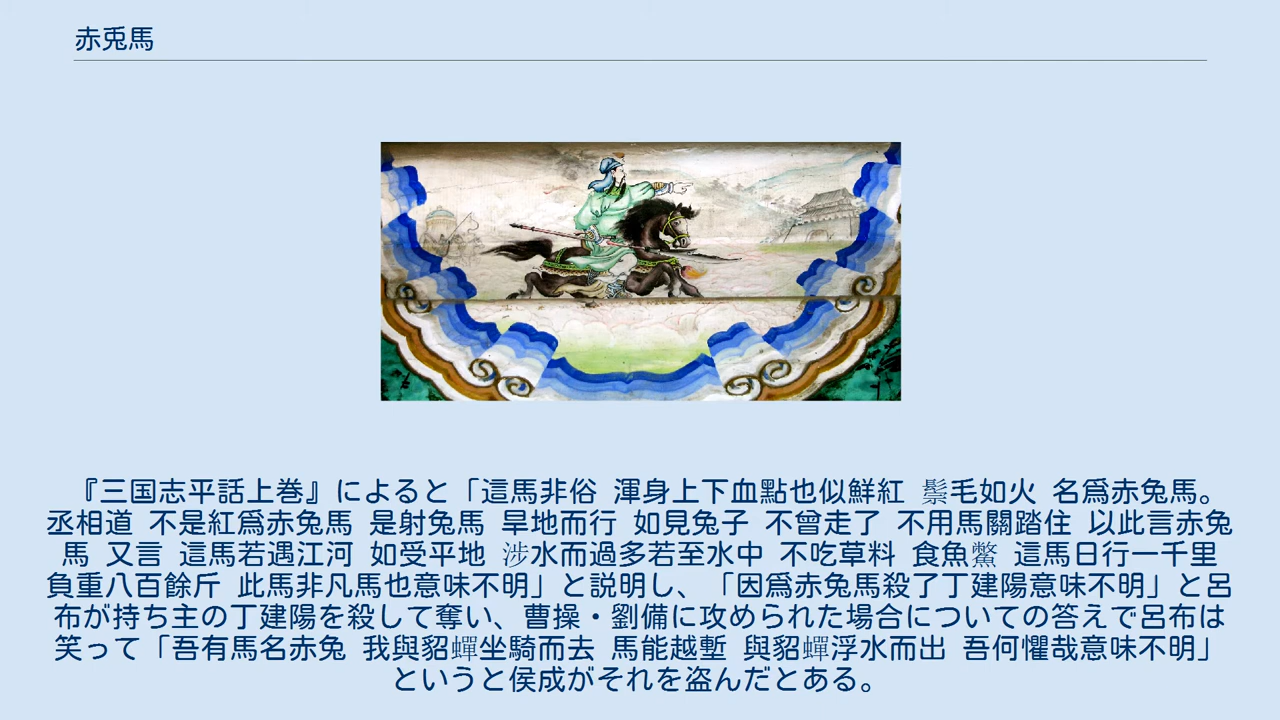 赤兎馬
『三国志平話上巻』によると「這馬非俗 渾身上下血點也似鮮紅 鬃毛如火 名爲赤兔馬。
丞相道 不是紅爲赤兔馬 是射兔馬 旱地而行 如見兔子 不曾走了 不用馬關踏住 以此言赤兔
馬 又言 這馬若遇江河 如受平地 涉水而過多若至水中 不吃草料 食魚鱉 這馬日行一千里
負重八百餘斤 此馬非凡馬也意味不明」と説明し、「因爲赤兔馬殺了丁建陽意味不明」と呂
布が持ち主の丁建陽を殺して奪い、曹操・劉備に攻められた場合についての答えで呂布は
笑って「吾有馬名赤兔 我與貂蟬坐騎而去 馬能越塹 與貂蟬浮水而出 吾何懼哉意味不明」
というと侯成がそれを盗んだとある。